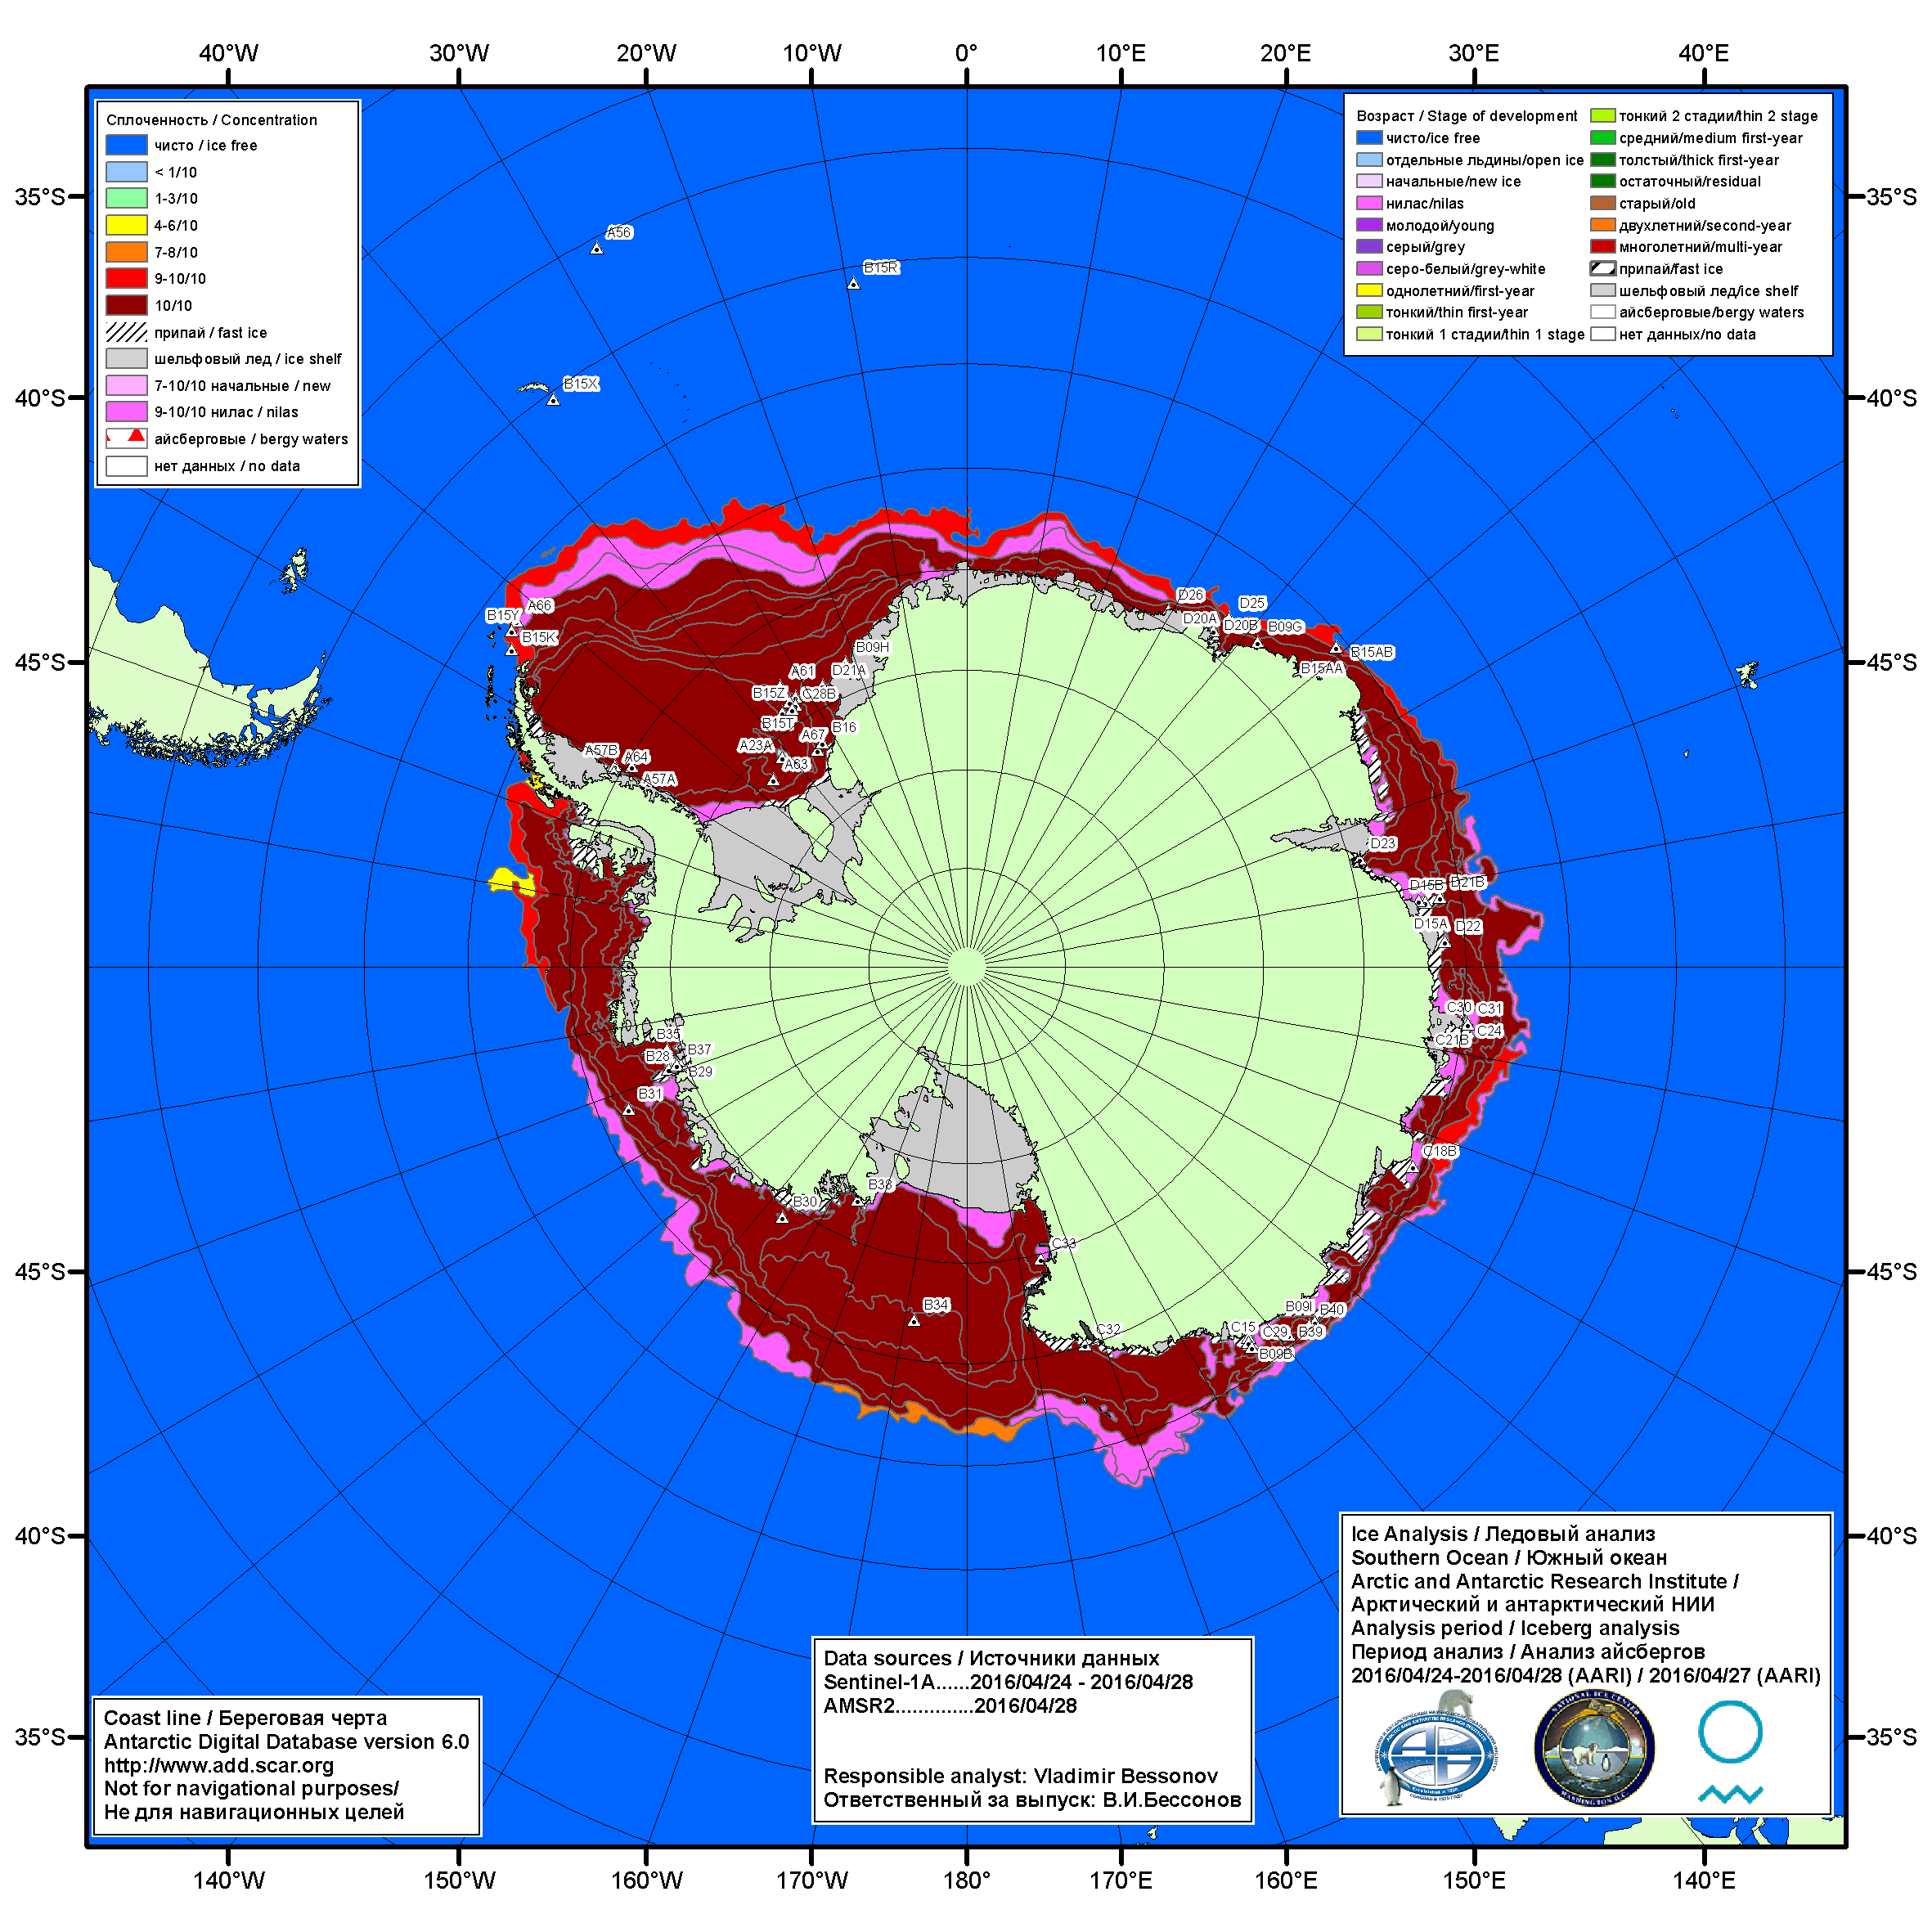 40°W 30°W 20°W 10°W 0° 10°E 20°E 30°E 40°E
35°S
40°S
45°S
45°S
40°S
35°S
Сплоченность / Concentration
чисто / ice free
< 1/10
1-3/10
4-6/10
7-8/10
9-10/10
10/10
припай / fast ice
шельфовый лед / ice shelf
7-10/10 начальные / new
9-10/10 нилас / nilas
айсберговые / bergy waters
нет данных / no data
Возраст / Stage of development
чисто/ice free
отдельные льдины/open ice
начальные/new ice
нилас/nilas
молодой/young
серый/grey
серо-белый/grey-white
однолетний/first-year
тонкий/thin first-year
тонкий 1 стадии/thin 1 stage
тонкий 2 стадии/thin 2 stage
средний/medium first-year
толстый/thick first-year
остаточный/residual
старый/old
двухлетний/second-year
многолетний/multi-year
припай/fast ice
шельфовый лед/ice shelf
айсберговые/bergy waters
нет данных/no data
35°S
40°S
45°S
45°S
40°S
35°S
A56
B15R
B15X
A66
B15Y
B15K
D26
D25
D20A
D20B
B09G
B15AB
B15AA
B09H
A61
D21A
B15Z
C28B
B15T
B16
A67
A23A
A63
A57B
A64
A57A
D23
D15B
D21B
D15A
D22
C30
C31
C24
C21B
C18B
B35
B37
B28
B29
B31
B30
B38
C33
B34
C32
B09I
B40
C15
C29
B39
B09B
Coast line / Береговая черта
Antarctic Digital Database version 6.0
http://www.add.scar.org
Not for navigational purposes/
Не для навигационных целей
Data sources / Источники данных
Sentinel-1A......2016/04/24 - 2016/04/28
AMSR2..............2016/04/28
Responsible analyst: Vladimir Bessonov
Ответственный за выпуск: В.И.Бессонов
Ice Analysis / Ледовый анализ
Southern Ocean / Южный океан
Arctic and Antarctic Research Institute /
Арктический и антарктический НИИ
Analysis period / Iceberg analysis
Период анализ / Анализ айсбергов
2016/04/24-2016/04/28 (AARI) / 2016/04/27 (AARI)
NATIONAL ICE CENTER
WASHINGTON D.C.
140°W 150°W 160°W 170°W 180° 170°E 160°E 150°E 140°E